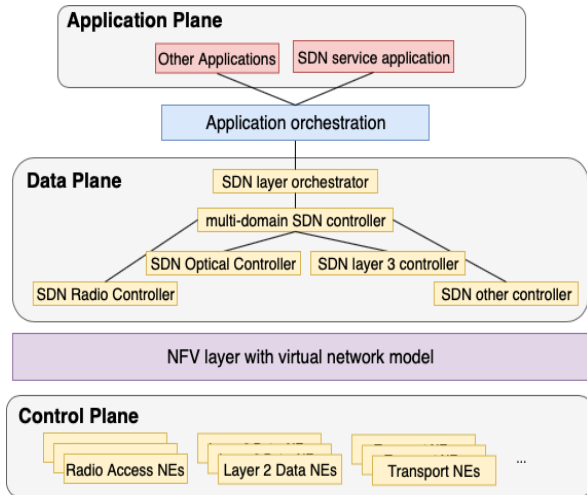 Application Plane
Other Applications
SDN service application
Application orchestration
Data Plane
SDN layer orchestrator
multi-domain SDN controller
SDN Optical Controller
SDN layer 3 controller
SDN Radio Controller
SDN other controller
NFV layer with virtual network model
Control Plane
Radio Access NEs
Layer 2 Data NEs
Transport NEs
...